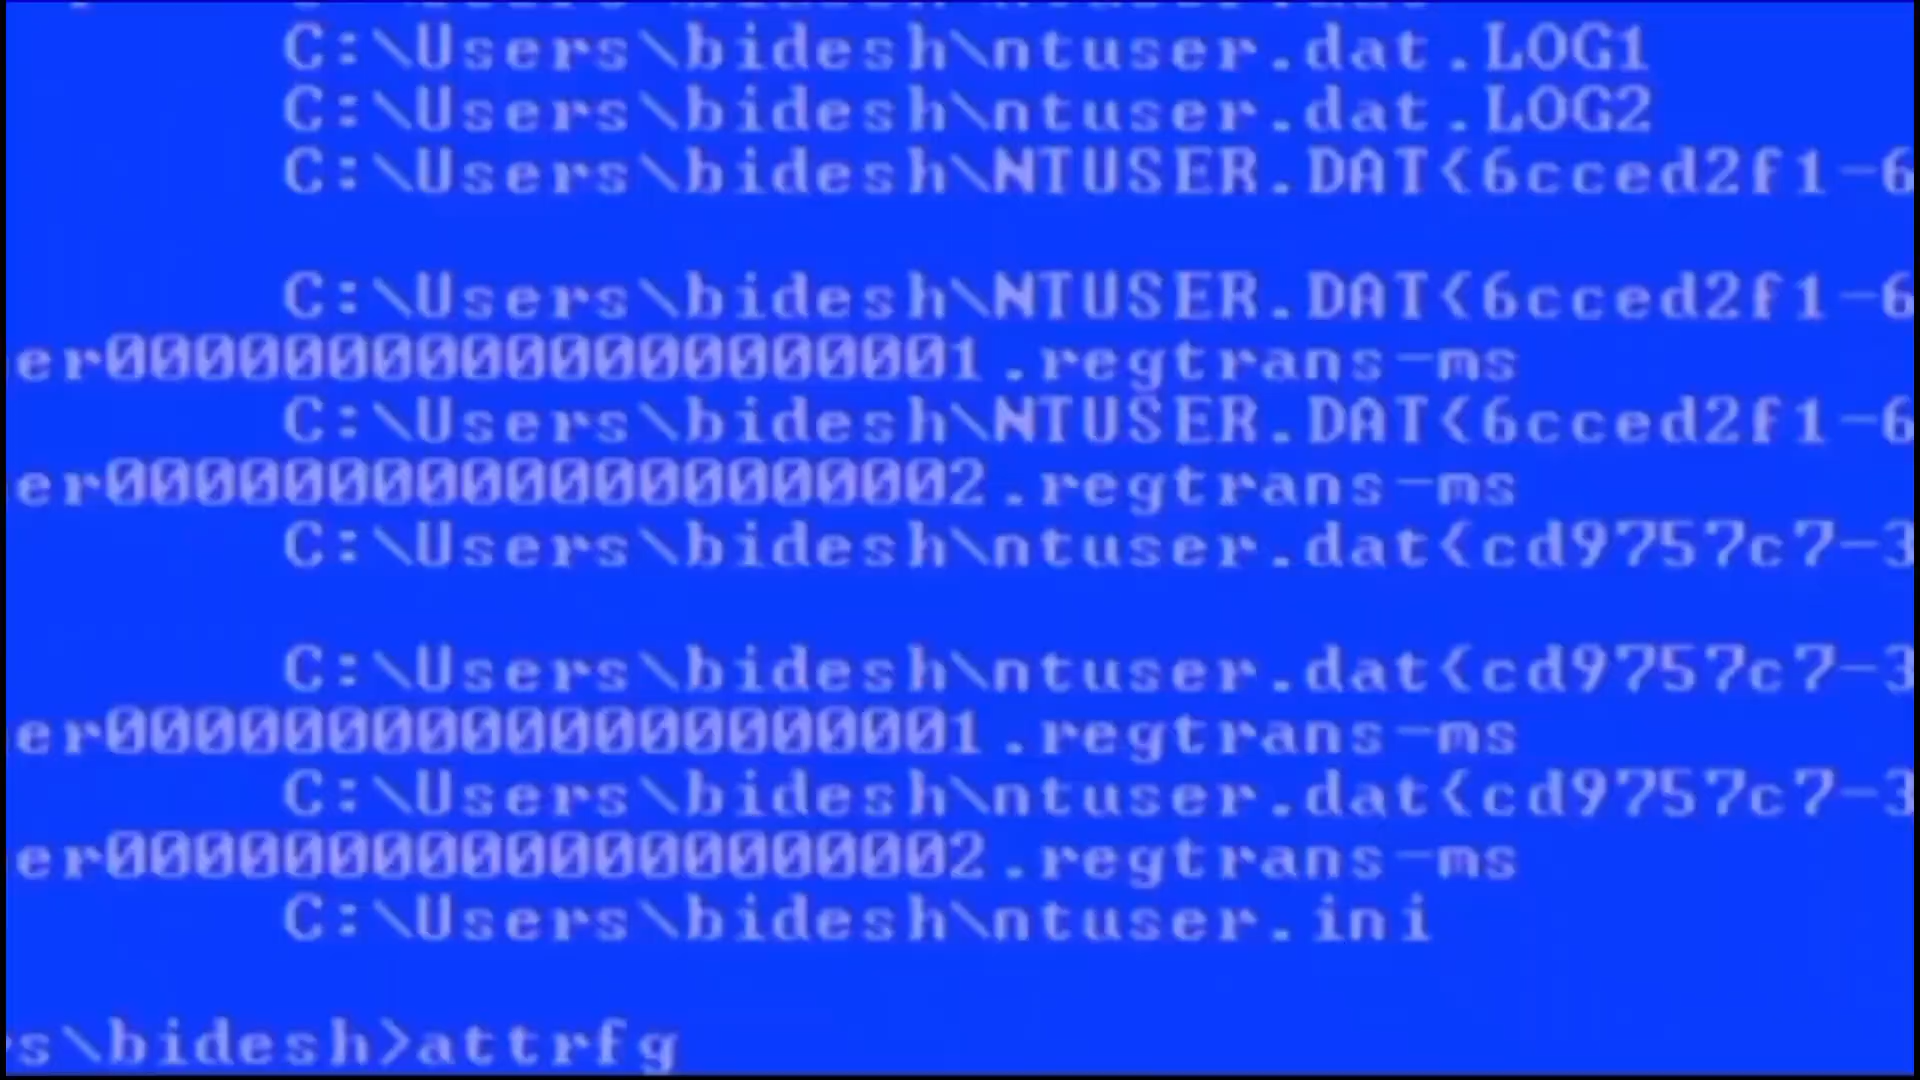 C:\Users\bidesh\ntuser.dat.LOG1
C:\Users\bidesh\ntuser.dat.LOG2
C:\Users\bidesh\NTUSER.DAT{6cced2f1-6
C:\Users\bidesh\NTUSER.DAT{6cced2f1-6
er00000000000000000001.regtrans-ms
C:\Users\bidesh\NTUSER.DAT{6cced2f1-6
er00000000000000000002.regtrans-ms
C:\Users\bidesh\ntuser.dat{cd9757c7-3
C:\Users\bidesh\ntuser.dat{cd9757c7-3
er00000000000000000001.regtrans-ms
C:\Users\bidesh\ntuser.dat{cd9757c7-3
er00000000000000000002.regtrans-ms
C:\Users\bidesh\ntuser.ini
s\bidesh>attrfg